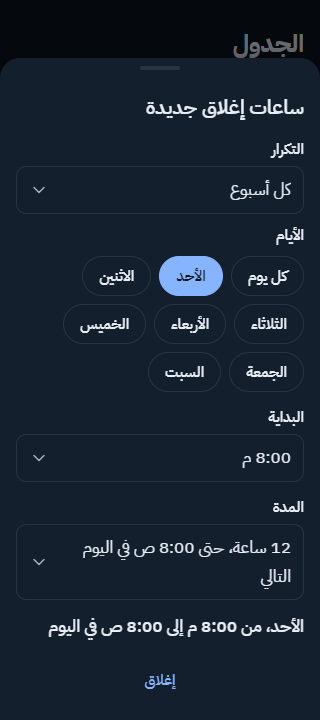 الجدول
ساعات إغلاق جديدة
التكرار
كل أسبوع
الأيام
كل يوم
الأحد
الاثنين
الثلاثاء
الأربعاء
الخميس
الجمعة
السبت
البداية
8:00 م
المدة
12 ساعة، حتى 8:00 ص في اليوم
التالي
الأحد، من 8:00 م إلى 8:00 ص في اليوم
إغلاق